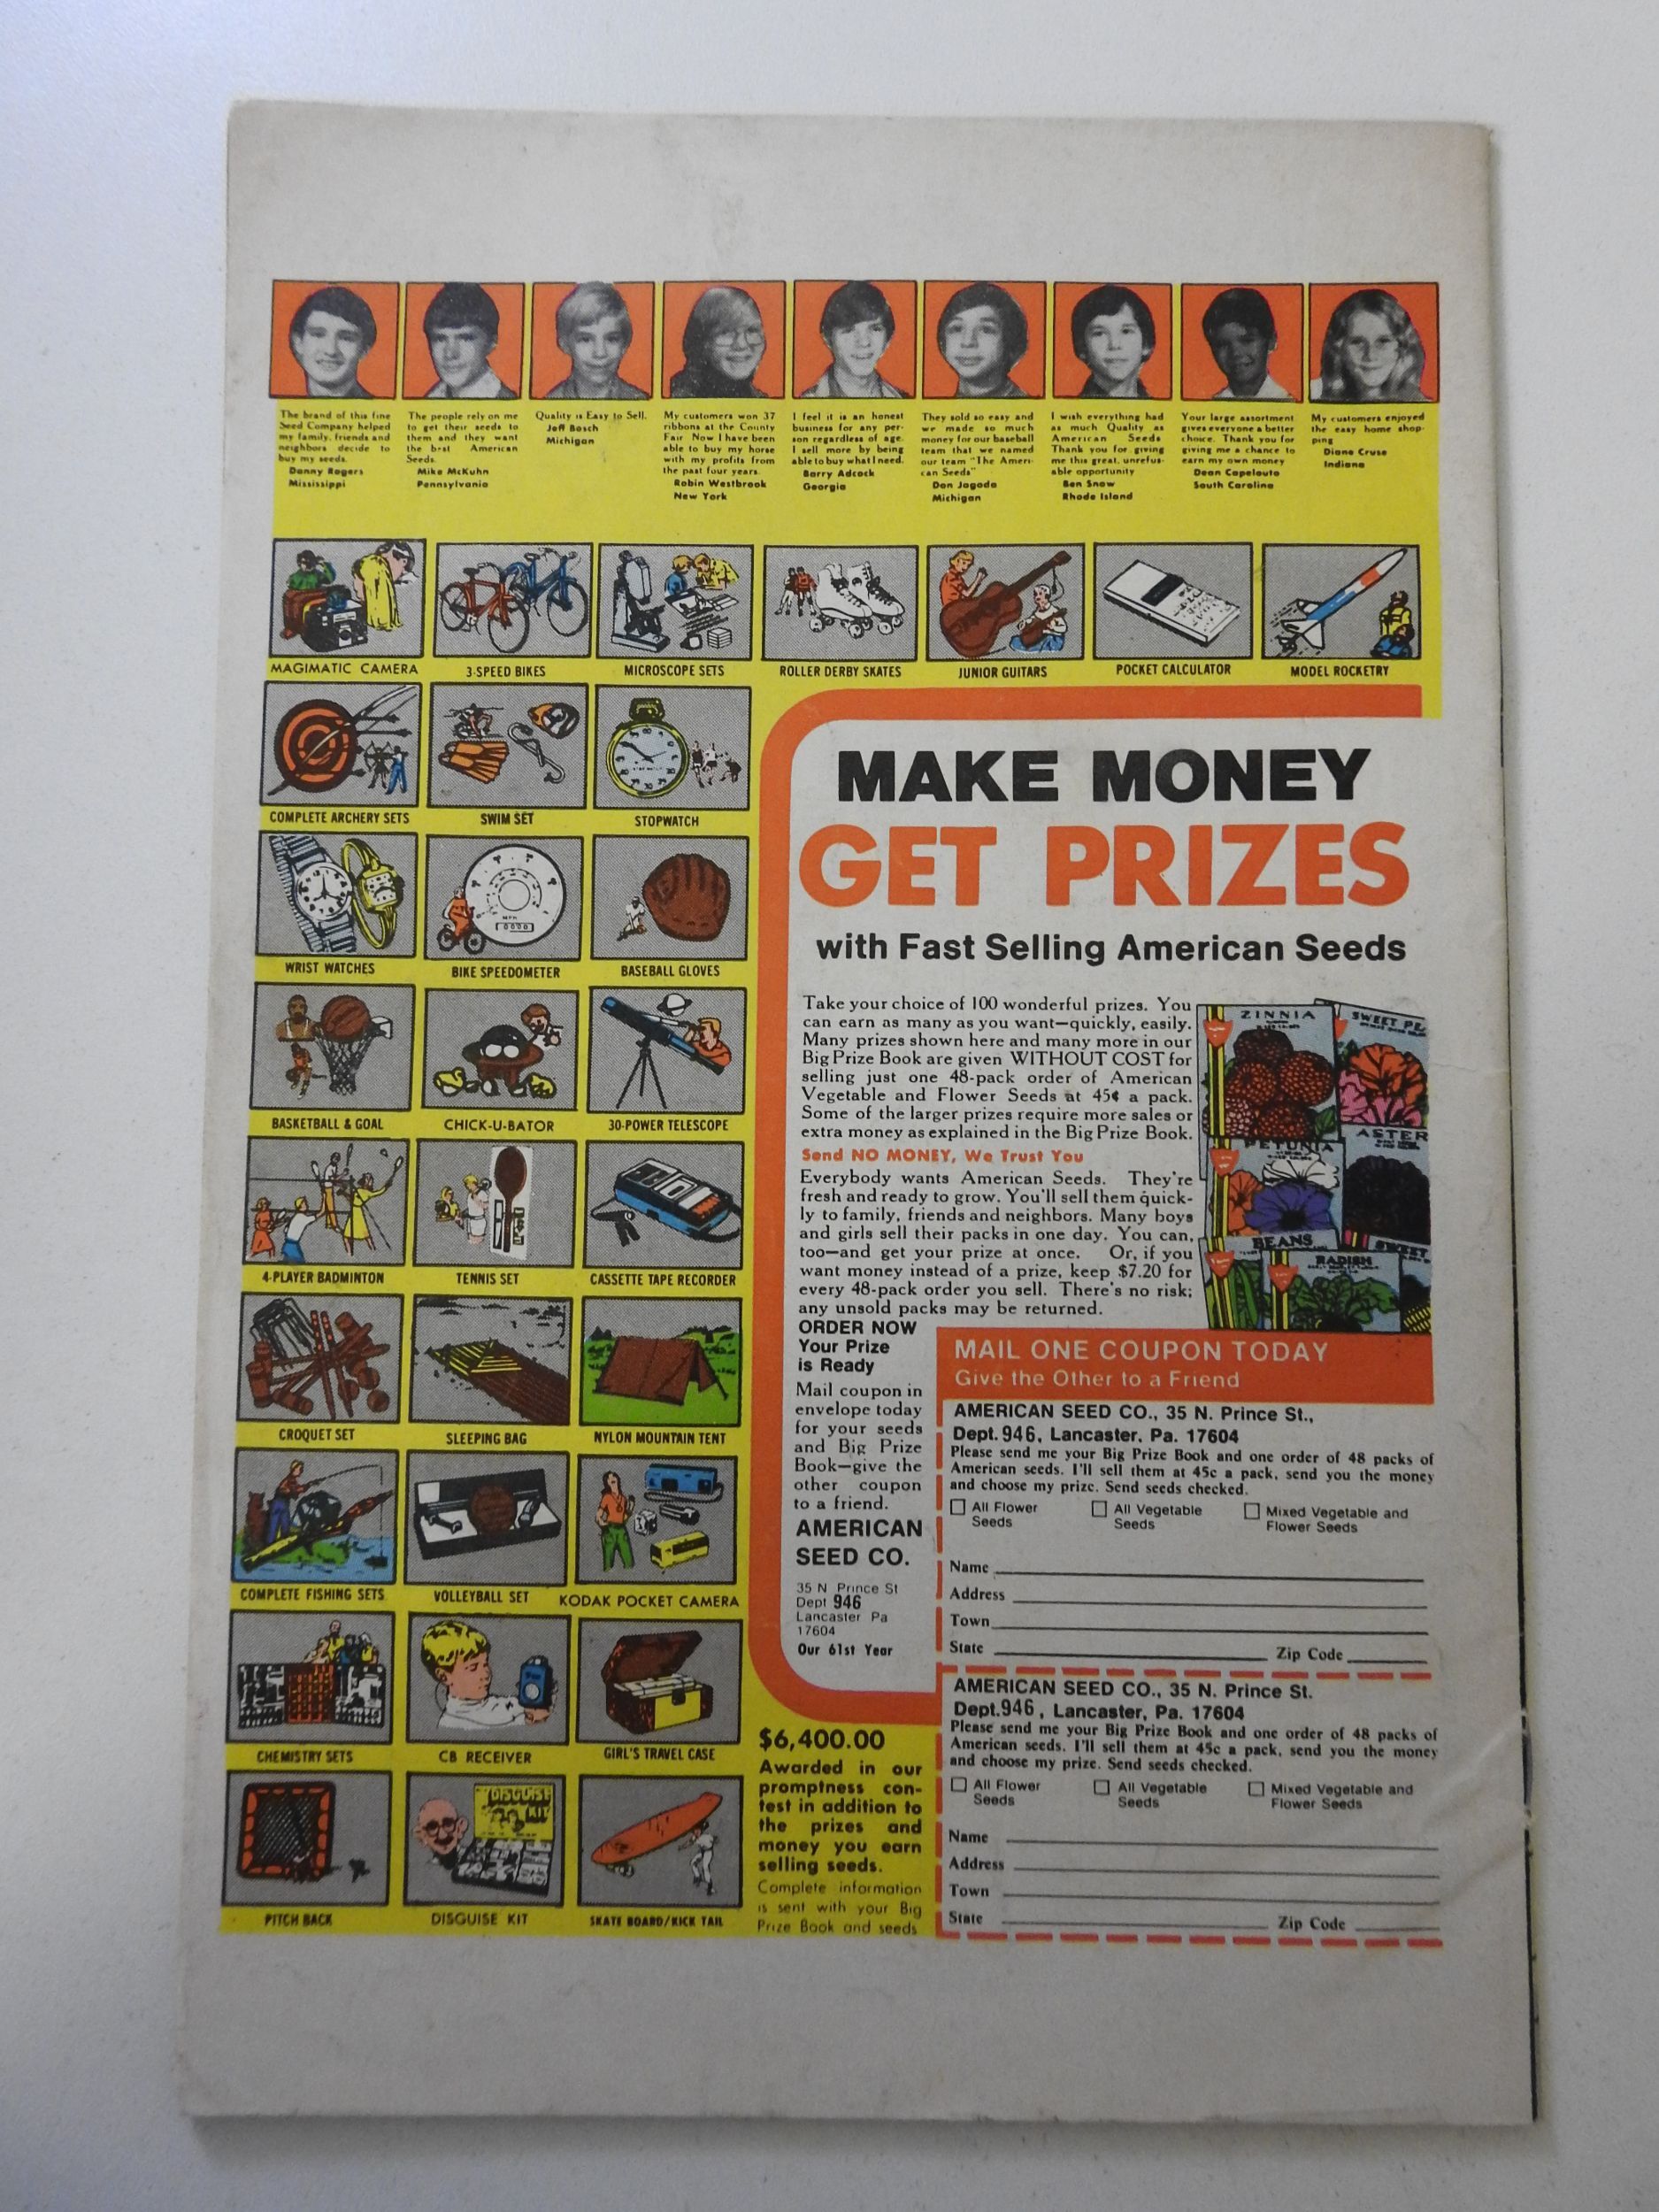 The brand of this fine
Seed Company helped
my family, friends and
neighbors decide to
buy my seeds.
Danny Rogers
Mississippi
The people rely on me
to get their seeds to
them and they want
the best American
Seeds.
Mike McKuhn
Pennsylvania
Quality is Easy to Sell.
Jeff Bosch
Michigan
My customers won 37
ribbons at the County
Fair Now I have been
able to buy my horse
with my profits from
the past four years.
Robin Westbrook
New York
I feel it is an honest
business for any per-
son regardless of age.
I sell more by being
able to buy what I need.
Barry Adcock
Georgia
They sold so easy and
we made so much
money for our baseball
team that we named
our team "The Ameri-
can Seeds"
Don Jagoda
Michigan
I wish everything had
as much Quality as
American Seeds
Thank you for giving
me this great, unrefus-
able opportunity
Ben Snow
Rhode Island
Your large assortment
gives everyone a better
choice. Thank you for
giving me a chance to
earn my own money
Dean Capelouto
South Carolina
My customers enjoyed
the easy home shop-
ping
Diane Cruse
Indiana
MAGIMATIC CAMERA
3-SPEED BIKES
MICROSCOPE SETS
ROLLER DERBY SKATES
JUNIOR GUITARS
POCKET CALCULATOR
MODEL ROCKETRY
COMPLETE ARCHERY SETS
SWIM SET
STOPWATCH
WRIST WATCHES
MPH
0000
BIKE SPEEDOMETER
BASEBALL GLOVES
BASKETBALL & GOAL
CHICK-U-BATOR
30-POWER TELESCOPE
4-PLAYER BADMINTON
TENNIS SET
CASSETTE TAPE RECORDER
CROQUET SET
SLEEPING BAG
NYLON MOUNTAIN TENT
COMPLETE FISHING SETS
VOLLEYBALL SET
KODAK POCKET CAMERA
CHEMISTRY SETS
CB RECEIVER
GIRL'S TRAVEL CASE
PITCH BACK
DISGUISE
KIT
DISGUISE KIT
SKATE BOARD/KICK TAIL
MAKE MONEY
GET PRIZES
with Fast Selling American Seeds
Take your choice of 100 wonderful prizes. You
can earn as many as you want—quickly, easily.
Many prizes shown here and many more in our
Big Prize Book are given WITHOUT COST for
selling just one 48-pack order of American
Vegetable and Flower Seeds at 45¢ a pack.
Some of the larger prizes require more sales or
extra money as explained in the Big Prize Book.
Send NO MONEY, We Trust You
Everybody wants American Seeds. They're
fresh and ready to grow. You'll sell them quick-
ly to family, friends and neighbors. Many boys
and girls sell their packs in one day. You can,
too—and get your prize at once. Or, if you
want money instead of a prize, keep $7.20 for
every 48-pack order you sell. There's no risk;
any unsold packs may be returned.
ZINNIA
SWEET PE
PETUNIA
ASTER
BEANS
RADISH
SWEET
ORDER NOW
Your Prize
is Ready
Mail coupon in
envelope today
for your seeds
and Big Prize
Book—give the
other coupon
to a friend.
AMERICAN
SEED CO.
35 N Prince St
Dept 946
Lancaster Pa
17604
Our 61st Year
MAIL ONE COUPON TODAY
Give the Other to a Friend
AMERICAN SEED CO., 35 N. Prince St.,
Dept. 946, Lancaster, Pa. 17604
Please send me your Big Prize Book and one order of 48 packs of
American seeds. I'll sell them at 45c a pack, send you the money
and choose my prize. Send seeds checked.
All Flower
Seeds
All Vegetable
Seeds
Mixed Vegetable and
Flower Seeds
Name
Address
Town
State Zip Code
AMERICAN SEED CO., 35 N. Prince St.
Dept. 946, Lancaster, Pa. 17604
Please send me your Big Prize Book and one order of 48 packs of
American seeds. I'll sell them at 45c a pack, send you the money
and choose my prize. Send seeds checked.
All Flower
Seeds
All Vegetable
Seeds
Mixed Vegetable and
Flower Seeds
Name
Address
Town
State Zip Code
$6,400.00
Awarded in our
promptness con-
test in addition to
the prizes and
money you earn
selling seeds.
Complete information
is sent with your Big
Prize Book and seeds